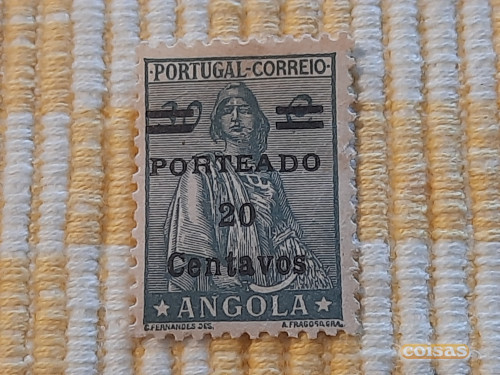 PORTUGAL-CORREIO
PORTEADO
20
Centavos
ANGOLA
C. FERNANDES DES.
A. FRAGOSO GRA.
coisas